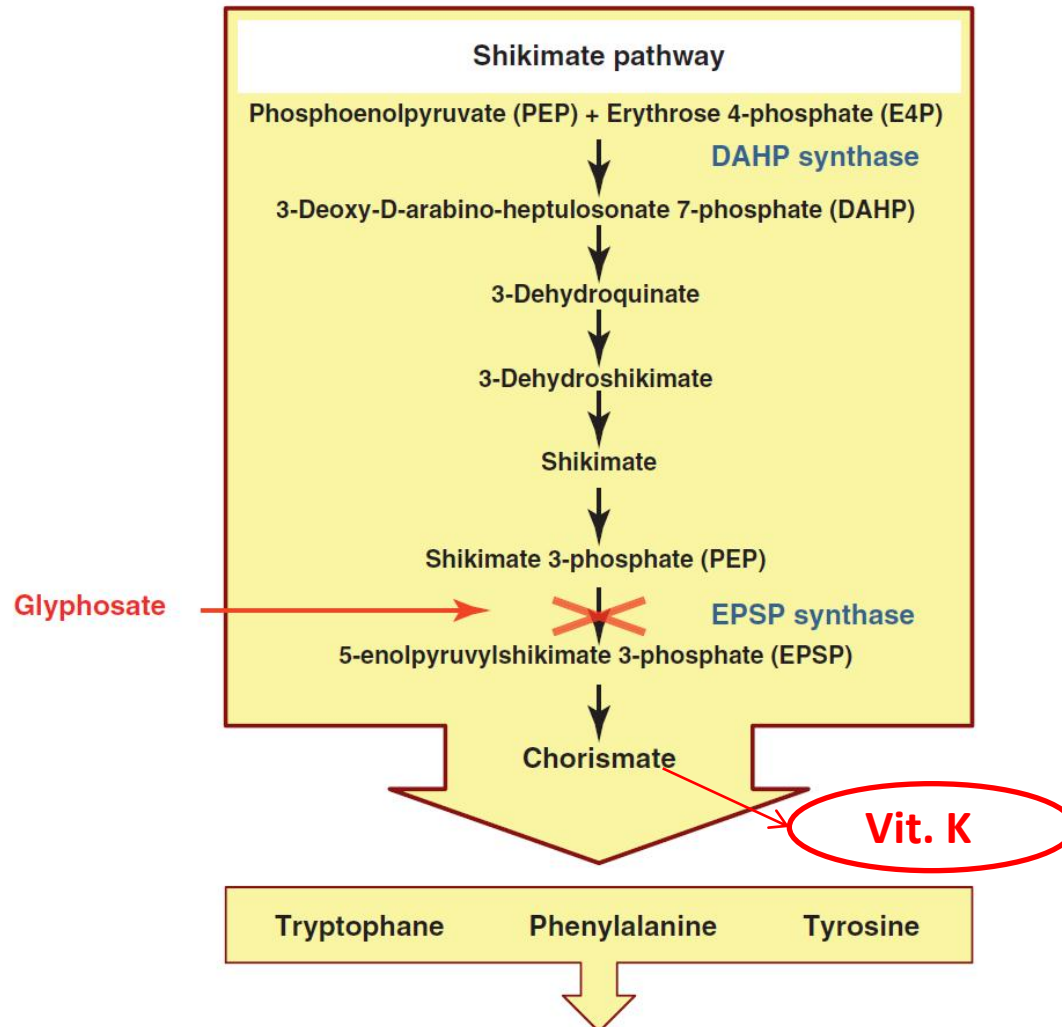 Shikimate pathway
Phosphoenolpyruvate (PEP) + Erythrose 4-phosphate (E4P)
DAHP synthase
3-Deoxy-D-arabino-heptulosonate 7-phosphate (DAHP)
3-Dehydroquinate
3-Dehydroshikimate
Shikimate
Shikimate 3-phosphate (PEP)
Glyphosate
EPSP synthase
5-enolpyruvylshikimate 3-phosphate (EPSP)
Chorismate
Vit. K
Tryptophane Phenylalanine Tyrosine